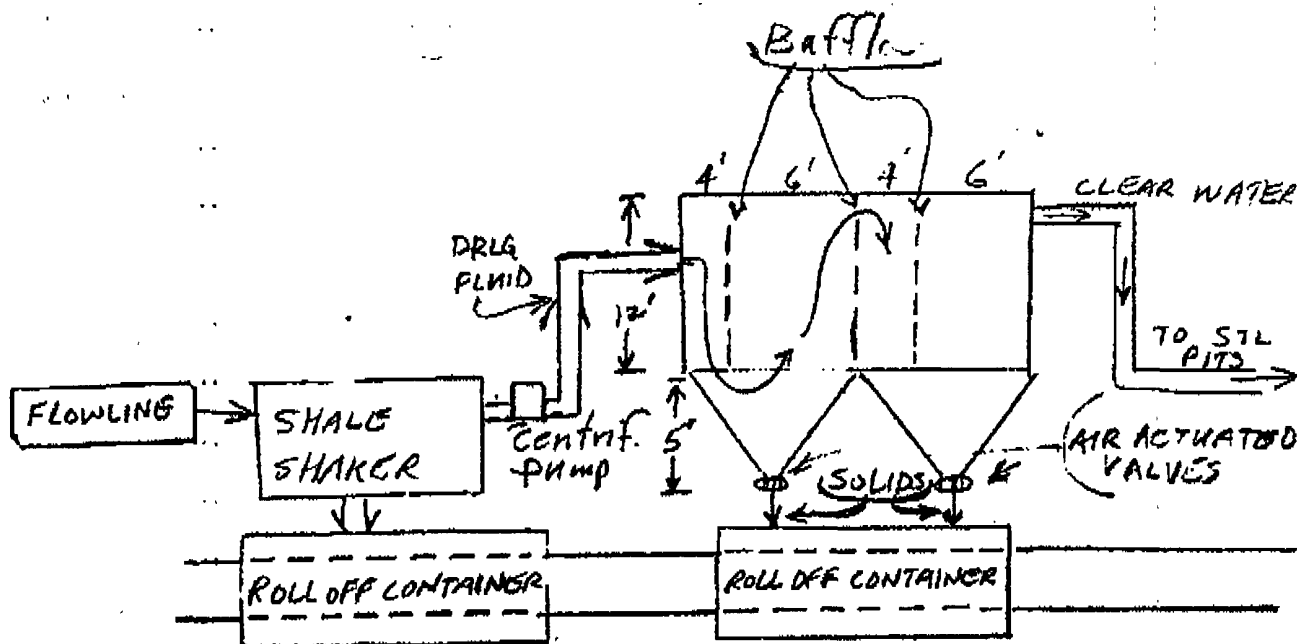 Baffle
4' 6' 4' 6'
CLEAR WATER
DRLG
FLUID
12'
TO STL
PITS
FLOWLINE
SHALE
SHAKER
Centrif.
pump
5'
SOLIDS
AIR ACTUATED
VALVES
ROLL OFF CONTAINER
ROLL OFF CONTAINER